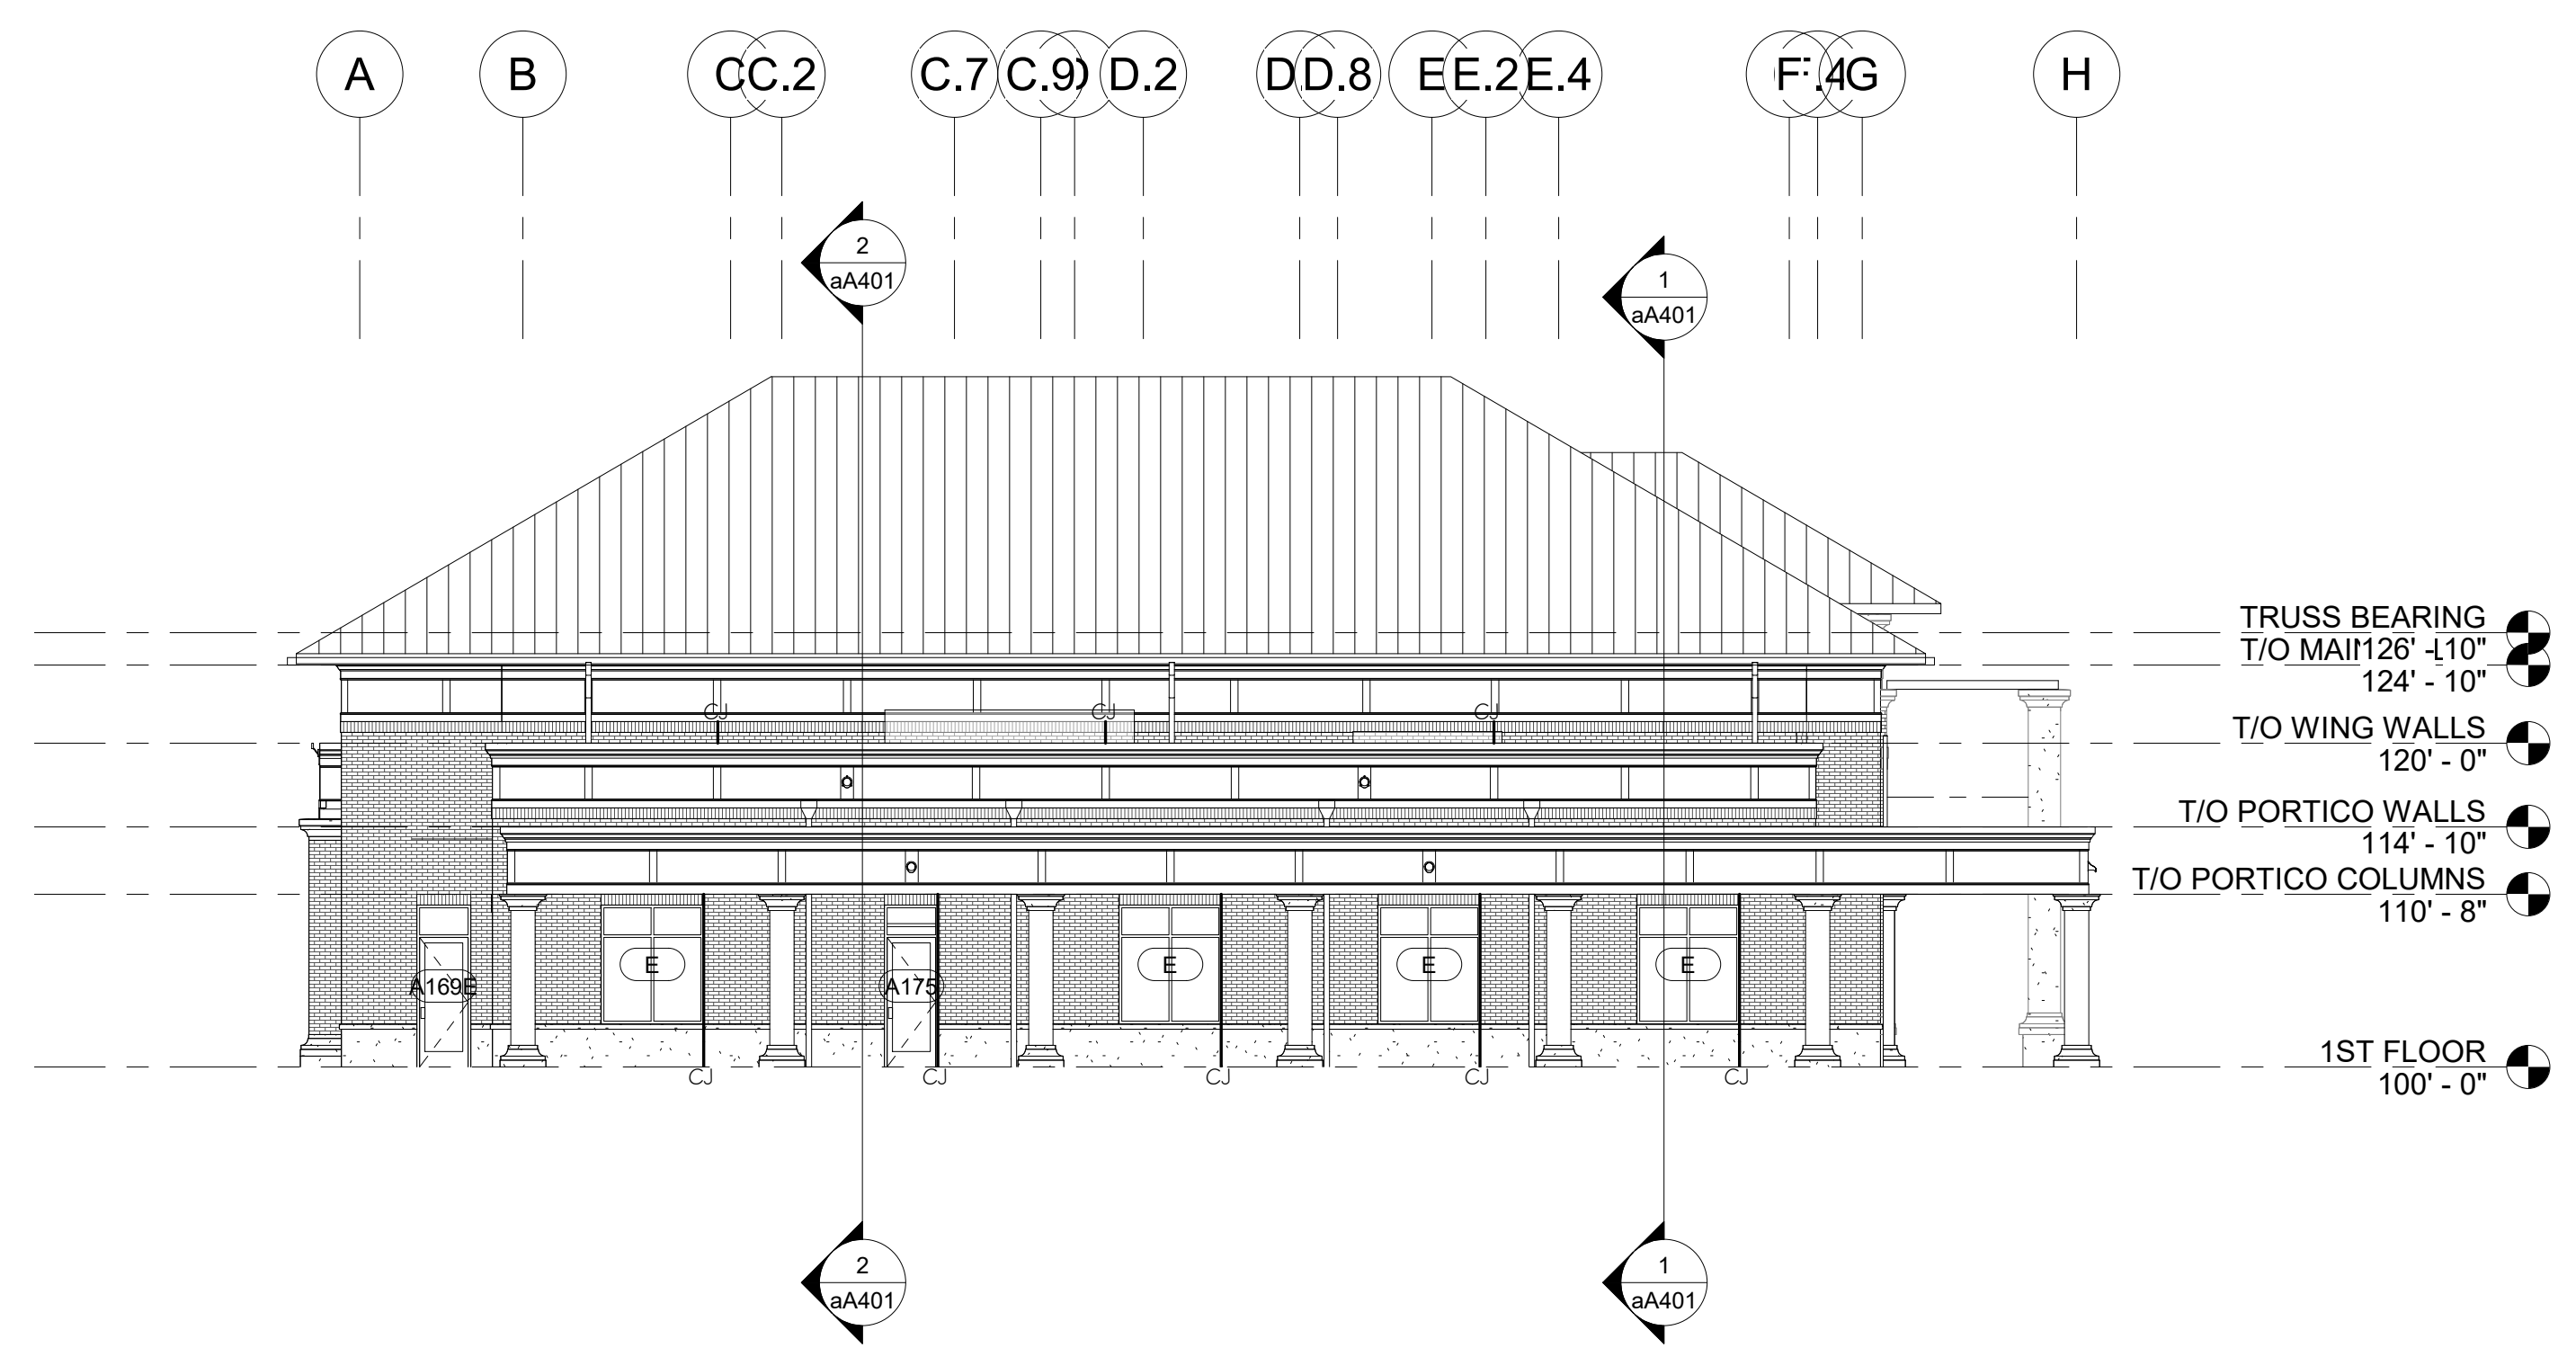 A
B
C
C.2
C.7
C.9
D.2
D
D.8
E
E.2
E.4
F
.4
G
H
2
aA401
1
aA401
TRUSS BEARING
126' - 10"
T/O MAIN
124' - 10"
CJ
CJ
CJ
T/O WING WALLS
120' - 0"
T/O PORTICO WALLS
114' - 10"
T/O PORTICO COLUMNS
110' - 8"
E
E
E
E
A169E
A175
1ST FLOOR
100' - 0"
CJ
CJ
CJ
CJ
CJ
2
aA401
1
aA401